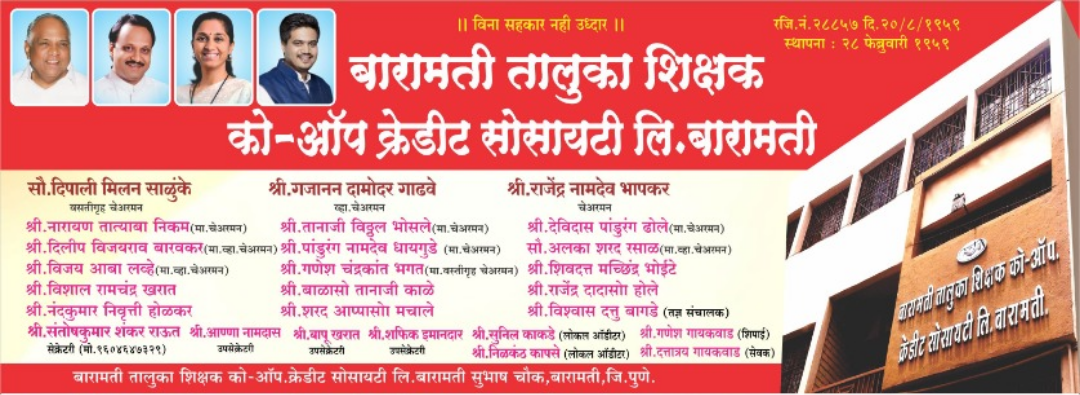 || विना सहकार नही उध्दार ||
रजि.नं.२८८५७ दि.२०/८/१९५९
स्थापना : २८ फेब्रुवारी १९५९
बारामती तालुका शिक्षक
को-ऑप क्रेडीट सोसायटी लि.बारामती
सौ.दिपाली मिलन साळुंके श्री.गजानन दामोदर गाढवे श्री.राजेंद्र नामदेव भापकर
वसतीगृह चेअरमन व्हा.चेअरमन चेअरमन
श्री.नारायण तात्याबा निकम(मा.चेअरमन) श्री.तानाजी विठ्ठल भोसले(मा.चेअरमन) श्री.देविदास पांडुरंग ढोले(मा.चेअरमन)
श्री.दिलीप विजयराव बारवकर(मा.व्हा.चेअरमन) श्री.पांडुरंग नामदेव धायगुडे (मा.चेअरमन) सौ.अलका शरद रसाळ(मा.व्हा.चेअरमन)
श्री.विजय आबा लव्हे(मा.व्हा.चेअरमन) श्री.गणेश चंद्रकांत भगत(मा.वस्तीगृह चेअरमन) श्री.शिवदत्त मच्छिंद्र भोईटे
श्री.विशाल रामचंद्र खरात श्री.बाळासो तानाजी काळे श्री.राजेंद्र दादासो होले
श्री.नंदकुमार निवृत्ती होळकर श्री.शरद आप्पासो मचाले श्री.विश्वास दत्तु बागडे (तज्ञ संचालक)
श्री.संतोषकुमार शंकर राऊत श्री.आण्णा नामदास श्री.बापू खरात श्री.शफिक इमानदार श्री.सुनिल काकडे (लोकल ऑडीटर) श्री.गणेश गायकवाड (शिपाई)
सेक्रेटरी (मो.९६०४६४७३२९) उपसेक्रेटरी उपसेक्रेटरी उपसेक्रेटरी श्री.निळकंठ कापसे (लोकल ऑडीटर) श्री.दत्तात्रय गायकवाड (सेवक)
बारामती तालुका शिक्षक को-ऑप.क्रेडीट सोसायटी लि.बारामती सुभाष चौक,बारामती,जि.पुणे.
बारामती तालुका शिक्षक को-ऑप.
क्रेडीट सोसायटी लि. बारामती.